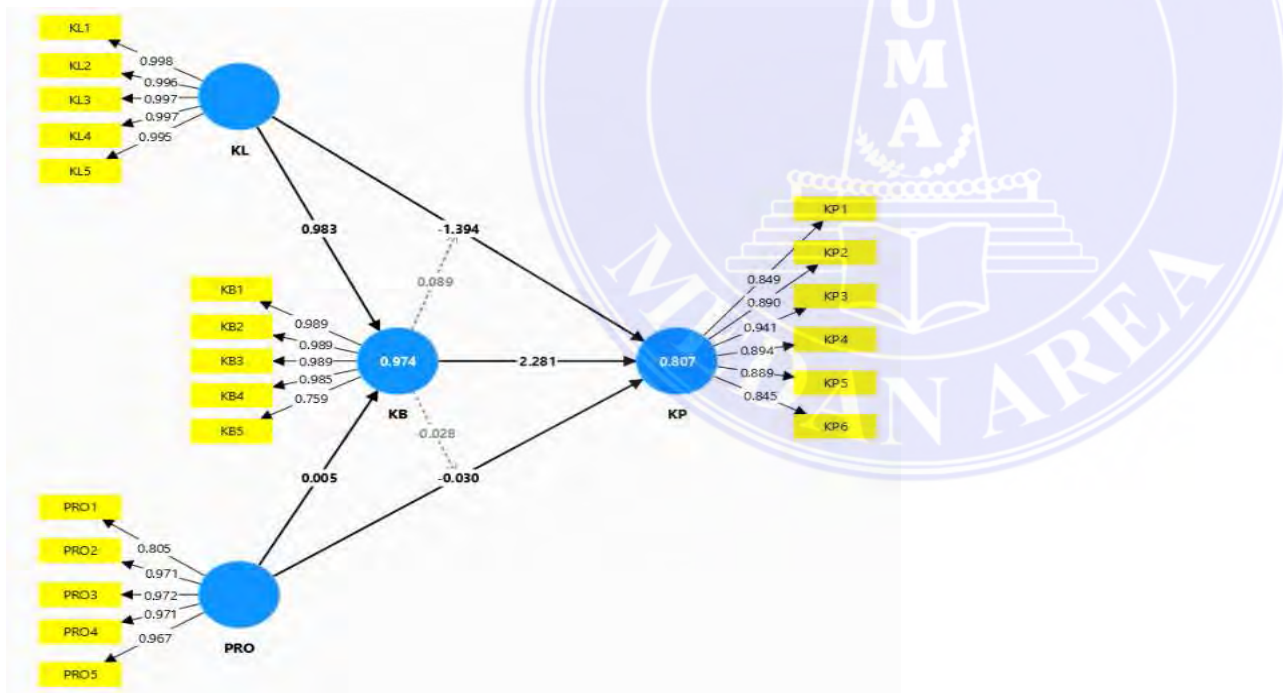 KL1
KL2
KL3
KL4
KL5
0.998
0.996
0.997
0.997
0.995
KL
0.983
-1.394
0.089
KB1
KB2
KB3
KB4
KB5
0.989
0.989
0.989
0.985
0.759
0.974
KB
2.281
0.807
KP
KP1
KP2
KP3
KP4
KP5
KP6
0.849
0.890
0.941
0.894
0.889
0.845
-0.028
0.005
-0.030
PRO1
PRO2
PRO3
PRO4
PRO5
0.805
0.971
0.972
0.971
0.967
PRO
UMA
MEDAN AREA